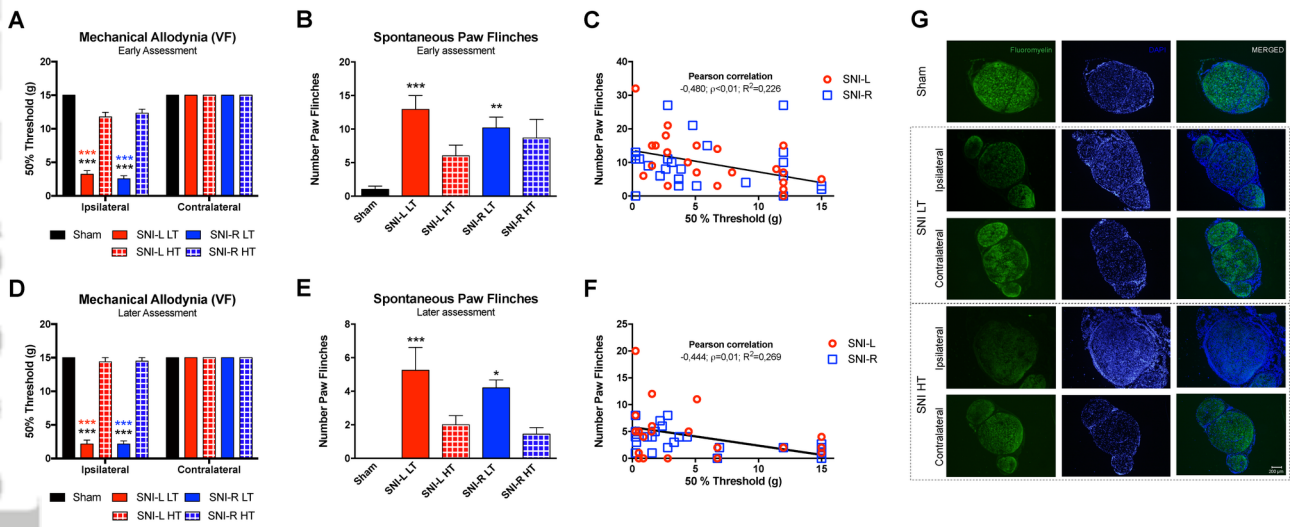 A
Mechanical Allodynia (VF)
Early Assessment
50% Threshold (g)
20
15
10
5
0
Ipsilateral
Contralateral
Sham
SNI-L LT
SNI-R LT
SNI-L HT
SNI-R HT
B
Spontaneous Paw Flinches
Early assessment
Number Paw Flinches
20
15
10
5
0
Sham
SNI-L LT
SNI-L HT
SNI-R LT
SNI-R HT
***
**
C
Number Paw Flinches
40
30
20
10
0
Pearson correlation
-0,480; ρ<0,01; R²=0,226
SNI-L
SNI-R
0
5
10
15
50 % Threshold (g)
***
***
***
***
D
Mechanical Allodynia (VF)
Later Assessment
50% Threshold (g)
20
15
10
5
0
***
***
***
***
Ipsilateral
Contralateral
Sham
SNI-L LT
SNI-R LT
SNI-L HT
SNI-R HT
E
Spontaneous Paw Flinches
Later assessment
Number Paw Flinches
8
6
4
2
0
***
*
Sham
SNI-L LT
SNI-L HT
SNI-R LT
SNI-R HT
F
Number Paw Flinches
25
20
15
10
5
0
Pearson correlation
-0,444; ρ=0,01; R²=0,269
SNI-L
SNI-R
0
5
10
15
50 % Threshold (g)
G
Fluoromyelin
DAPI
MERGED
Sham
SNI LT
Ipsilateral
Contralateral
SNI HT
Ipsilateral
Contralateral
200 µm